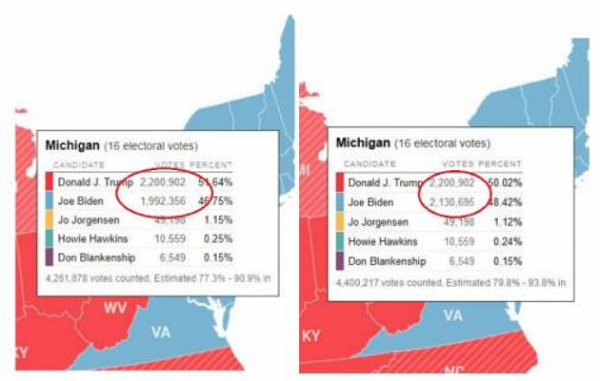 Michigan (16 electoral votes)
CANDIDATE VOTES PERCENT
Donald J. Trump 2,200,902 51.64%
Joe Biden 1,992,356 46.75%
Jo Jorgensen 49,198 1.15%
Howie Hawkins 10,559 0.25%
Don Blankenship 6,549 0.15%
4,261,878 votes counted. Estimated 77.3% - 90.9% in
WV
VA
Michigan (16 electoral votes)
CANDIDATE VOTES PERCENT
MI
Donald J. Trump 2,200,902 50.02%
Joe Biden 2,130,695 48.42%
Jo Jorgensen 49,198 1.12%
Howie Hawkins 10,559 0.24%
Don Blankenship 6,549 0.15%
4,400,217 votes counted. Estimated 79.8% - 93.8% in
VA
KY
NC